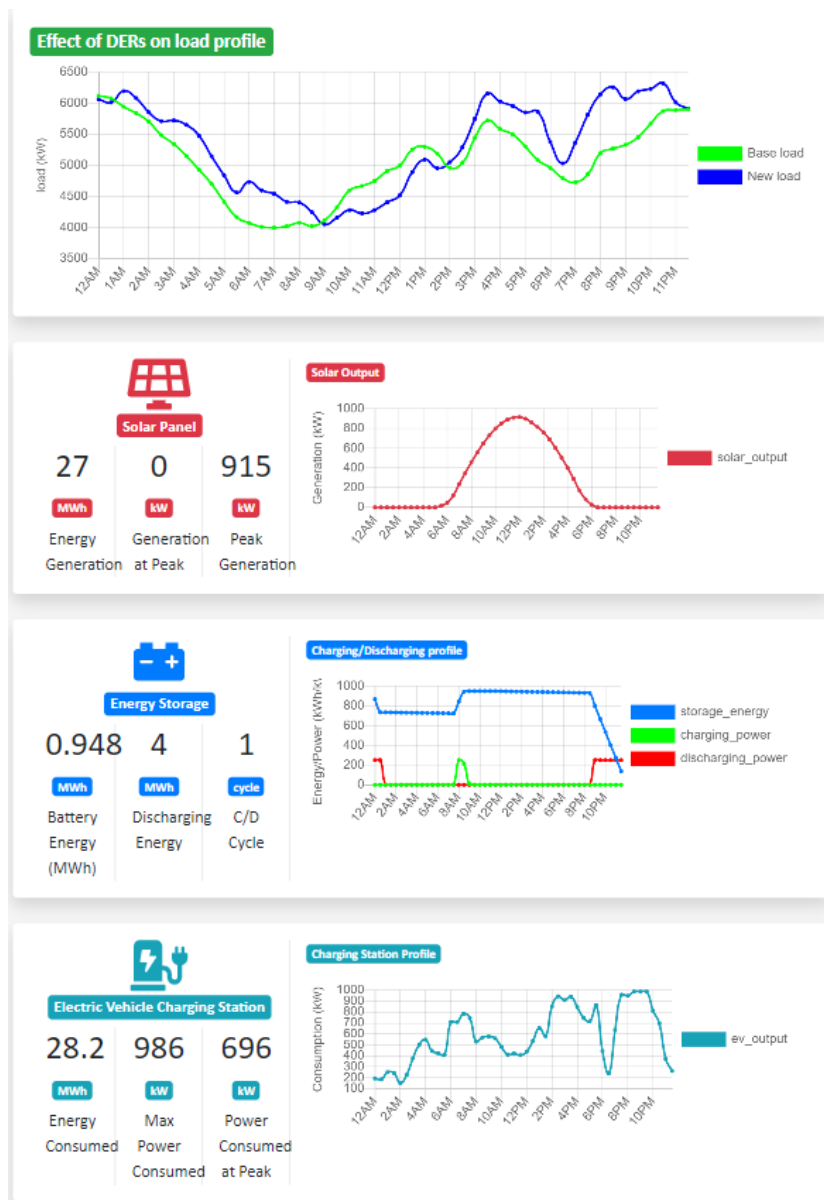 Effect of DERs on load profile
6500
6000
5500
5000
4500
4000
3500
load (kW)
12AM
1AM
2AM
3AM
4AM
5AM
6AM
7AM
8AM
9AM
10AM
11AM
12PM
1PM
2PM
3PM
4PM
5PM
6PM
7PM
8PM
9PM
10PM
11PM
Base load
New load
Solar Panel
27
0
915
MWh
kW
kW
Energy Generation
Generation at Peak
Peak Generation
Solar Output
1000
800
600
400
200
0
Generation (kW)
12AM
2AM
4AM
6AM
8AM
10AM
12PM
2PM
4PM
6PM
8PM
10PM
solar_output
Energy Storage
0.948
4
1
MWh
MWh
cycle
Battery Energy (MWh)
Discharging Energy
C/D Cycle
Charging/Discharging profile
1000
800
600
400
200
0
Energy/Power (kWh/k
12AM
2AM
4AM
6AM
8AM
10AM
12PM
2PM
4PM
6PM
8PM
10PM
storage_energy
charging_power
discharging_power
Electric Vehicle Charging Station
28.2
986
696
MWh
kW
kW
Energy Consumed
Max Power Consumed
Power Consumed at Peak
Charging Station Profile
1000
900
800
700
600
500
400
300
200
100
Consumption (kW)
12AM
2AM
4AM
6AM
8AM
10AM
12PM
2PM
4PM
6PM
8PM
10PM
ev_output